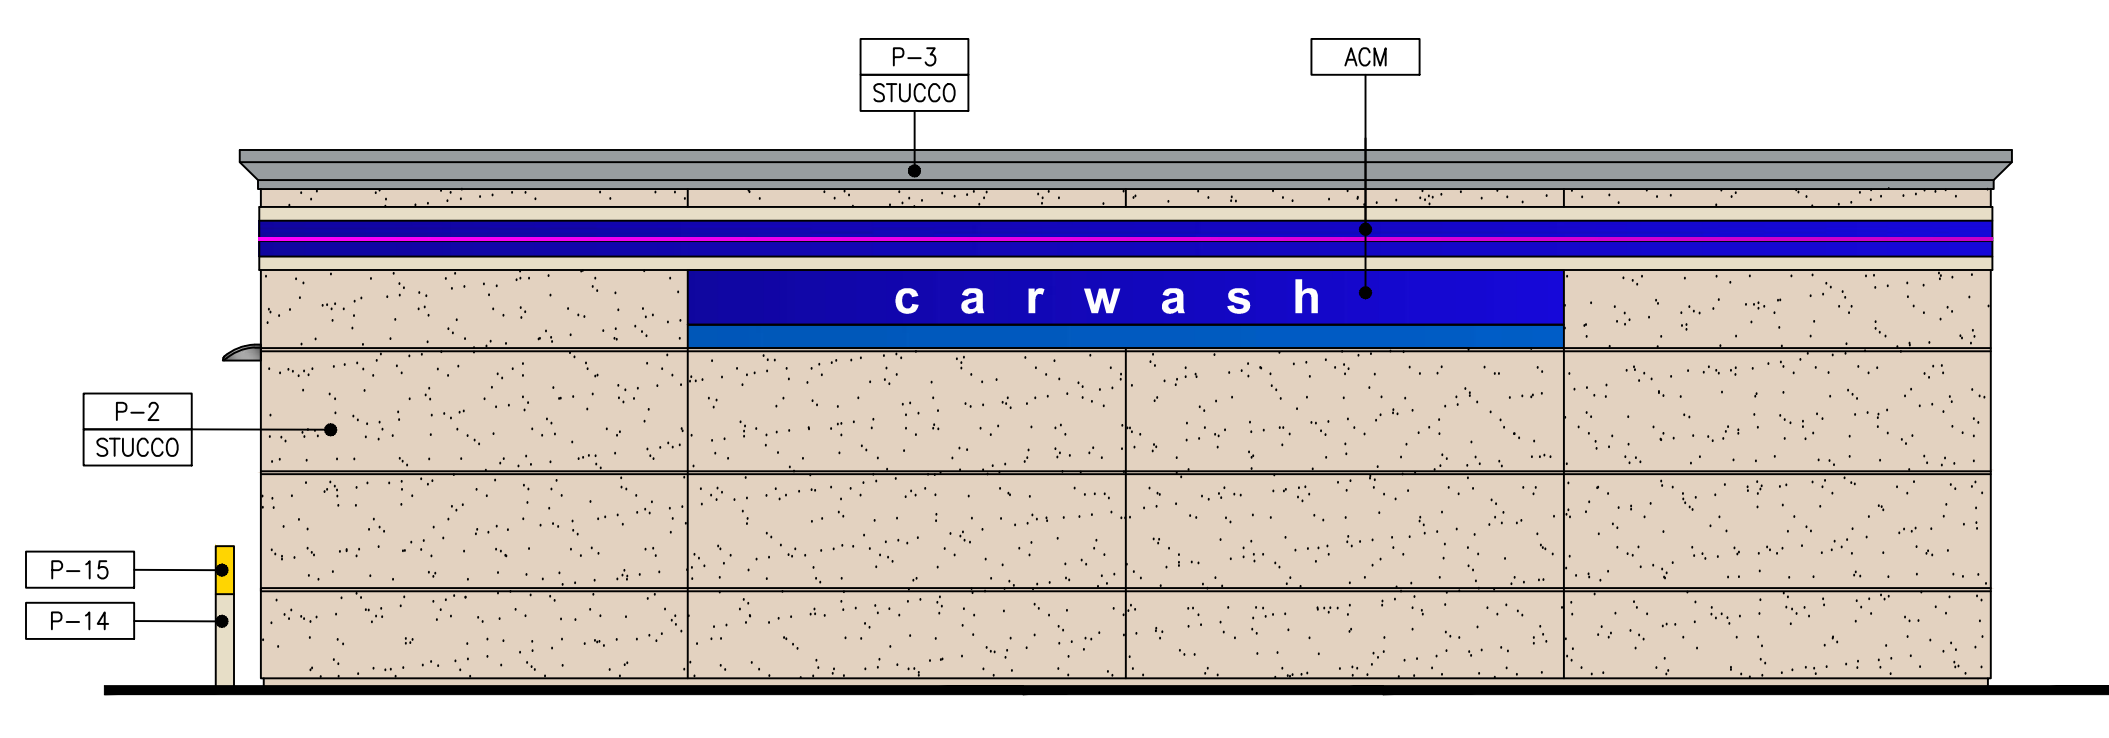 P-3
STUCCO
ACM
c a r w a s h
P-2
STUCCO
P-15
P-14